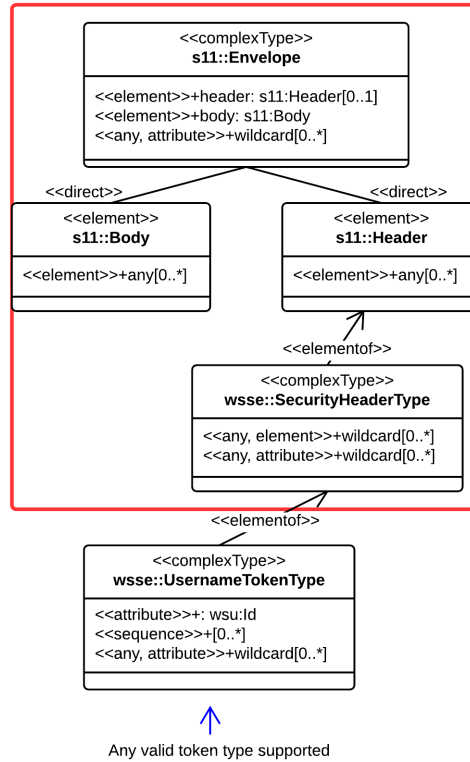 <<complexType>>
s11::Envelope
<<element>>+header: s11:Header[0..1]
<<element>>+body: s11:Body
<<any, attribute>>+wildcard[0..*]
<<direct>>
<<direct>>
<<element>>
s11::Body
<<element>>+any[0..*]
<<element>>
s11::Header
<<element>>+any[0..*]
<<elementof>>
<<complexType>>
wsse::SecurityHeaderType
<<any, element>>+wildcard[0..*]
<<any, attribute>>+wildcard[0..*]
<<elementof>>
<<complexType>>
wsse::UsernameTokenType
<<attribute>>+: wsu:Id
<<sequence>>+[0..*]
<<any, attribute>>+wildcard[0..*]
Any valid token type supported